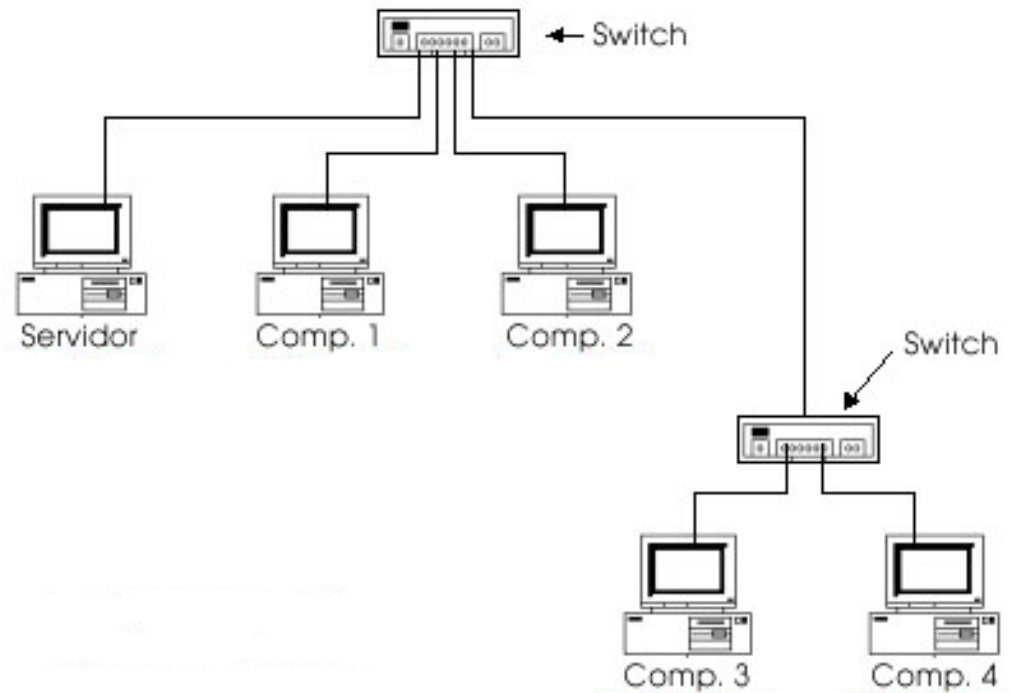 Switch
Servidor
Comp. 1
Comp. 2
Switch
Comp. 3
Comp. 4